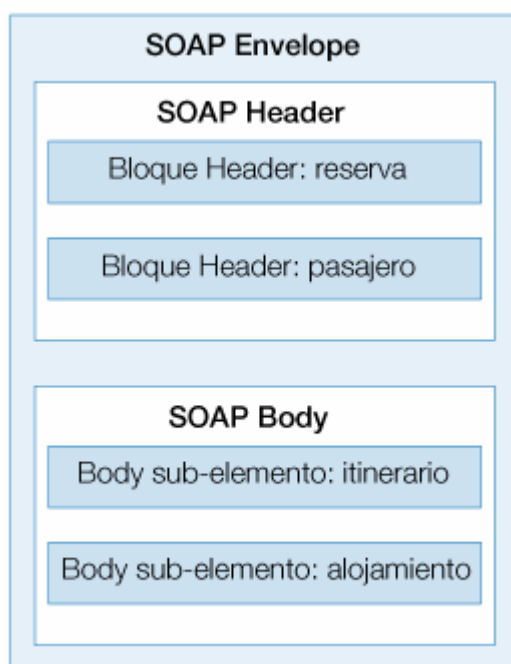 SOAP Envelope
SOAP Header
Bloque Header: reserva
Bloque Header: pasajero
SOAP Body
Body sub-elemento: itinerario
Body sub-elemento: alojamiento